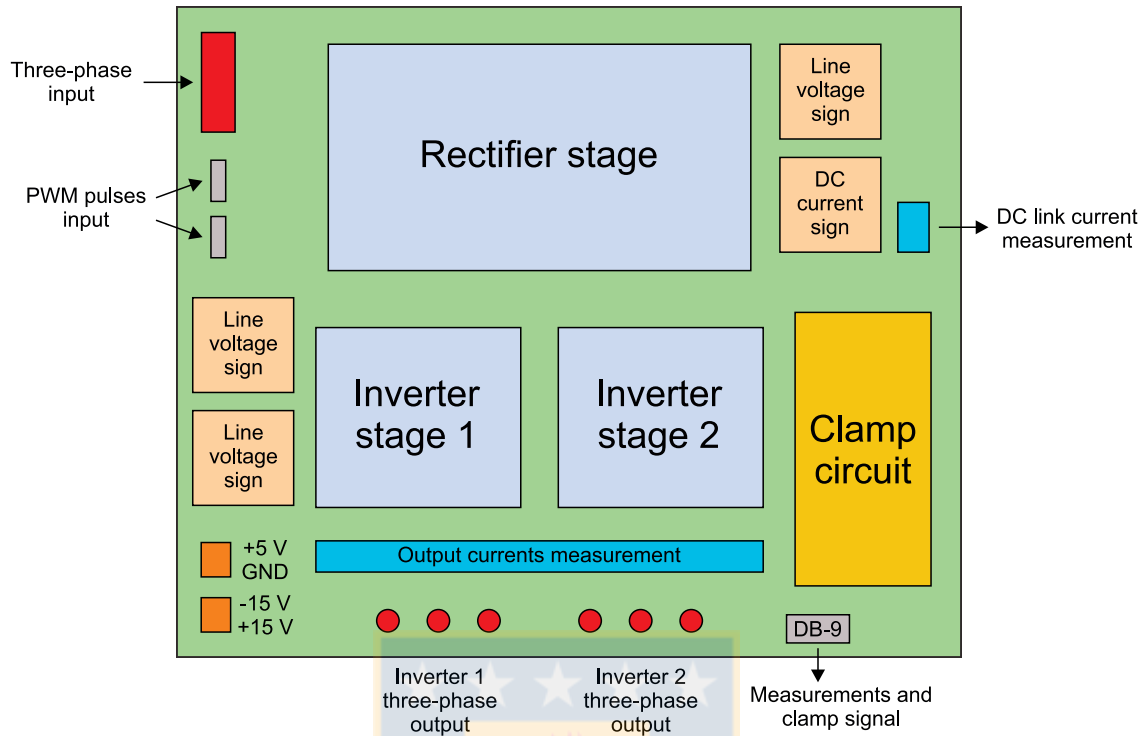 Three-phase
input
PWM pulses
input
Rectifier stage
Line
voltage
sign
DC
current
sign
DC link current
measurement
Line
voltage
sign
Line
voltage
sign
Inverter
stage 1
Inverter
stage 2
Clamp
circuit
+5 V
GND
-15 V
+15 V
Output currents measurement
DB-9
Inverter 1
three-phase
output
Inverter 2
three-phase
output
Measurements and
clamp signal